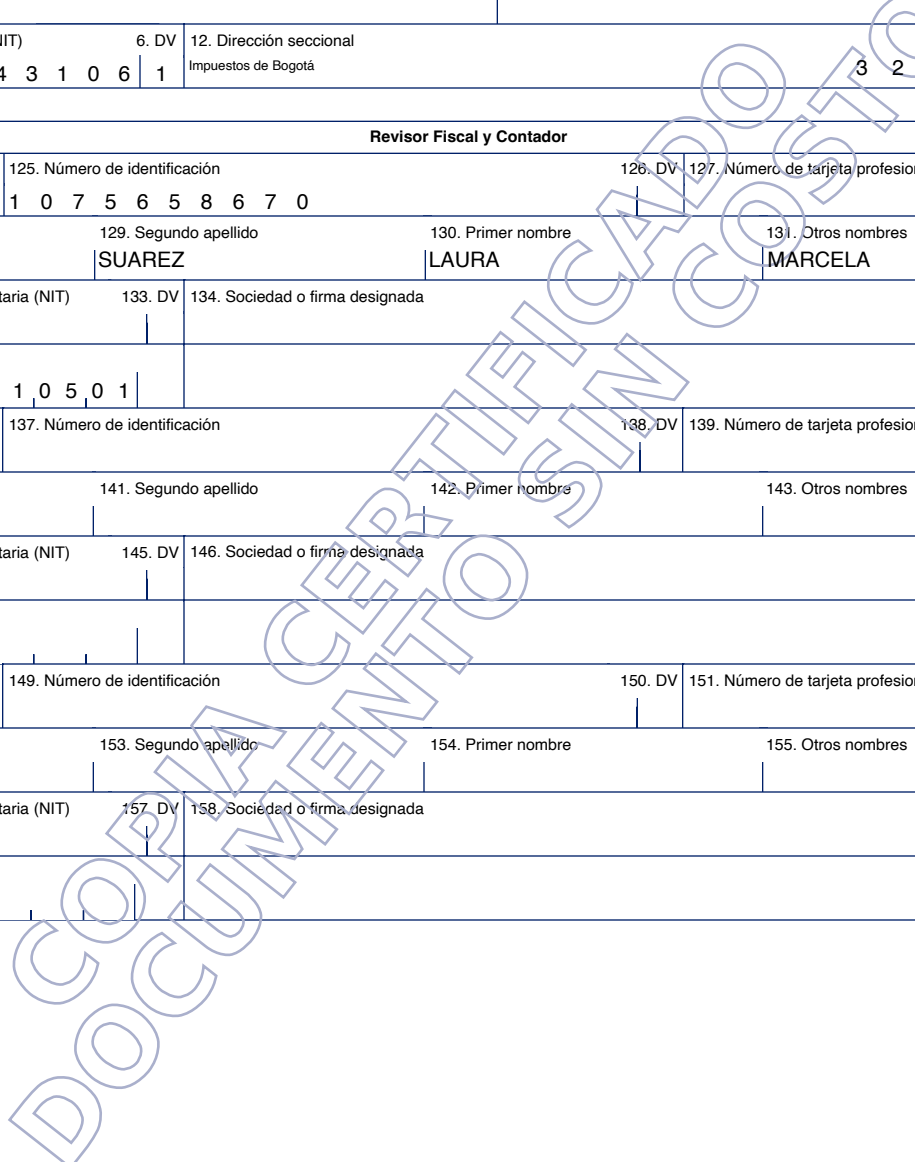 IIT) 6. DV 12. Dirección seccional
4 3 1 0 6 1 Impuestos de Bogotá 3 2
Revisor Fiscal y Contador
125. Número de identificación 126. DV 127. Número de tarjeta profesion
1 0 7 5 6 5 8 6 7 0
129. Segundo apellido 130. Primer nombre 131. Otros nombres
SUAREZ LAURA MARCELA
taria (NIT) 133. DV 134. Sociedad o firma designada
1 0 5 0 1
137. Número de identificación 138. DV 139. Número de tarjeta profesion
141. Segundo apellido 142. Primer nombre 143. Otros nombres
taria (NIT) 145. DV 146. Sociedad o firma designada
149. Número de identificación 150. DV 151. Número de tarjeta profesion
153. Segundo apellido 154. Primer nombre 155. Otros nombres
taria (NIT) 157. DV 158. Sociedad o firma designada
COPIA CERTIFICADO
DOCUMENTO SIN COSTO